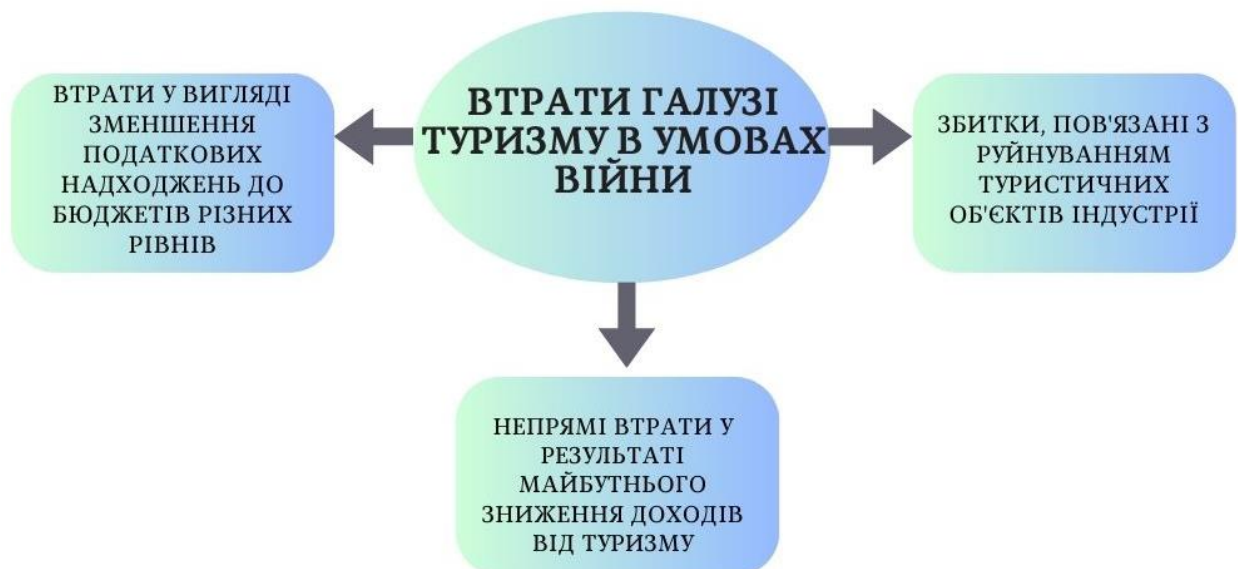 ВТРАТИ ГАЛУЗІ
ТУРИЗМУ В УМОВАХ
ВІЙНИ
ВТРАТИ У ВИГЛЯДІ
ЗМЕНШЕННЯ
ПОДАТКОВИХ
НАДХОДЖЕНЬ ДО
БЮДЖЕТІВ РІЗНИХ
РІВНІВ
ЗБИТКИ, ПОВ'ЯЗАНІ З
РУЙНУВАННЯМ
ТУРИСТИЧНИХ
ОБ'ЄКТІВ ІНДУСТРІЇ
НЕПРЯМІ ВТРАТИ У
РЕЗУЛЬТАТІ
МАЙБУТНЬОГО
ЗНИЖЕННЯ ДОХОДІВ
ВІД ТУРИЗМУ